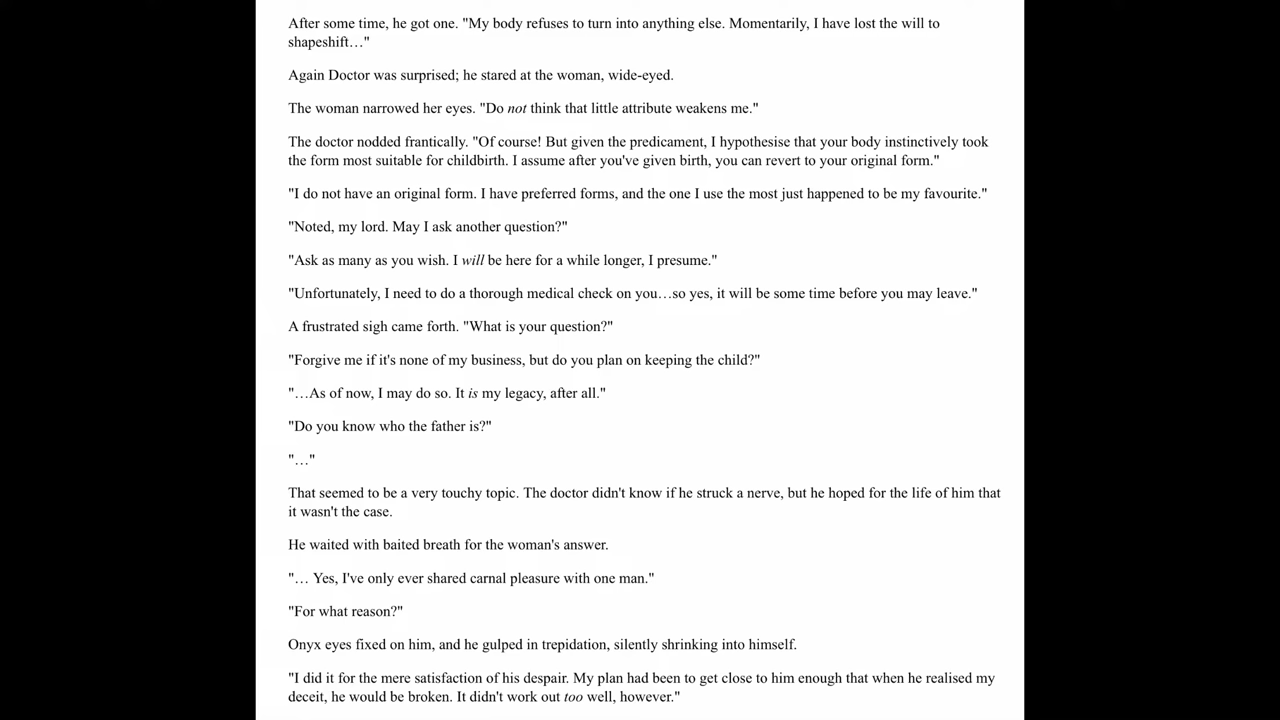 After some time, he got one. "My body refuses to turn into anything else. Momentarily, I have lost the will to
shapeshift…"
Again Doctor was surprised; he stared at the woman, wide-eyed.
The woman narrowed her eyes. "Do not think that little attribute weakens me."
The doctor nodded frantically. "Of course! But given the predicament, I hypothesise that your body instinctively took
the form most suitable for childbirth. I assume after you've given birth, you can revert to your original form."
"I do not have an original form. I have preferred forms, and the one I use the most just happened to be my favourite."
"Noted, my lord. May I ask another question?"
"Ask as many as you wish. I will be here for a while longer, I presume."
"Unfortunately, I need to do a thorough medical check on you…so yes, it will be some time before you may leave."
A frustrated sigh came forth. "What is your question?"
"Forgive me if it's none of my business, but do you plan on keeping the child?"
"…As of now, I may do so. It is my legacy, after all."
"Do you know who the father is?"
"…"
That seemed to be a very touchy topic. The doctor didn't know if he struck a nerve, but he hoped for the life of him that
it wasn't the case.
He waited with baited breath for the woman's answer.
"… Yes, I've only ever shared carnal pleasure with one man."
"For what reason?"
Onyx eyes fixed on him, and he gulped in trepidation, silently shrinking into himself.
"I did it for the mere satisfaction of his despair. My plan had been to get close to him enough that when he realised my
deceit, he would be broken. It didn't work out too well, however."